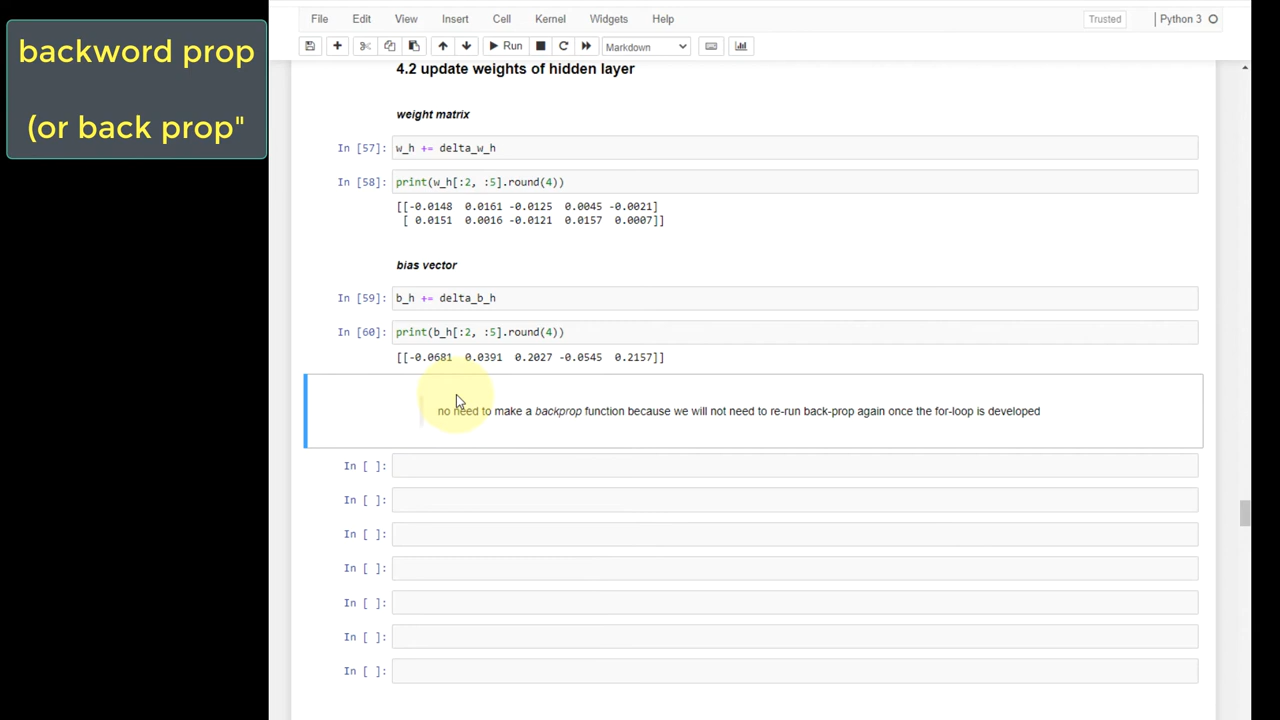 backword prop
(or back prop"
File Edit View Insert Cell Kernel Widgets Help Trusted Python 3
Run Markdown
4.2 update weights of hidden layer
weight matrix
In [57]: w_h += delta_w_h
In [58]: print(w_h[:2, :5].round(4))
[[-0.0148 0.0161 -0.0125 0.0045 -0.0021]
[ 0.0151 0.0016 -0.0121 0.0157 0.0007]]
bias vector
In [59]: b_h += delta_b_h
In [60]: print(b_h[:2, :5].round(4))
[[-0.0681 0.0391 0.2027 -0.0545 0.2157]]
no need to make a backprop function because we will not need to re-run back-prop again once the for-loop is developed
In [ ]:
In [ ]:
In [ ]:
In [ ]:
In [ ]:
In [ ]:
In [ ]: